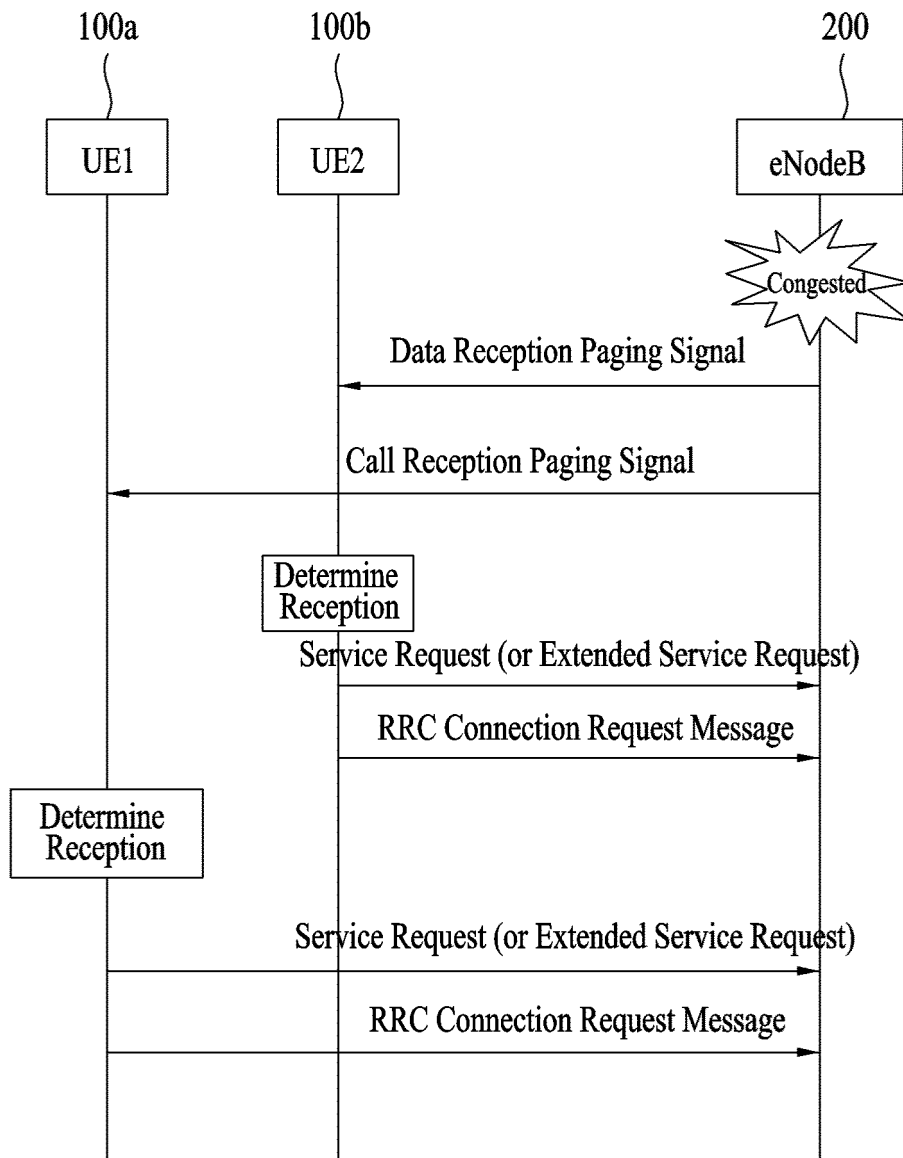 100a 100b 200
UE1 UE2 eNodeB
Congested
Data Reception Paging Signal
Call Reception Paging Signal
Determine
Reception
Service Request (or Extended Service Request)
RRC Connection Request Message
Determine
Reception
Service Request (or Extended Service Request)
RRC Connection Request Message